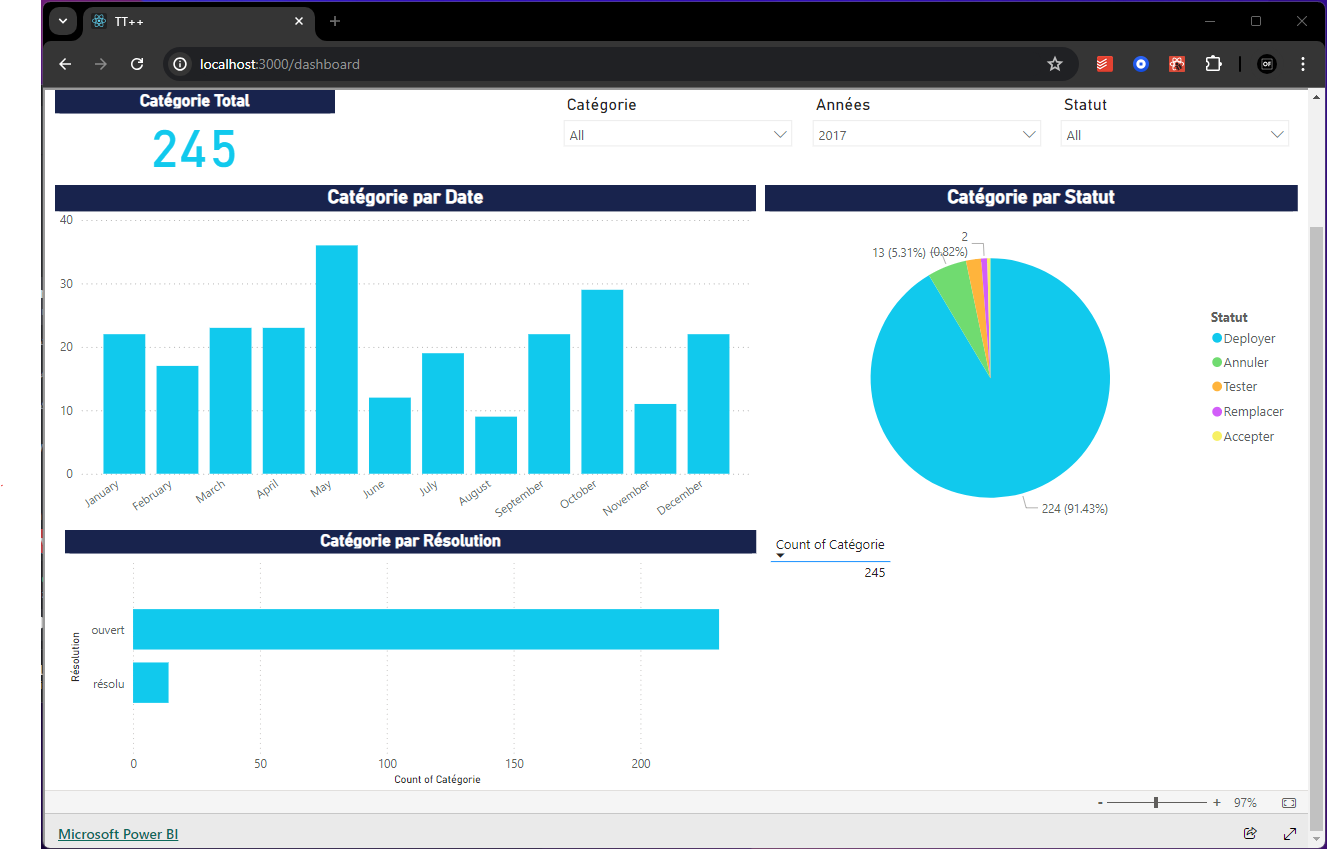 TT++
localhost:3000/dashboard
Catégorie Total
245
Catégorie
All
Années
2017
Statut
All
Catégorie par Date
40
30
20
10
0
January
February
March
April
May
June
July
August
September
October
November
December
Catégorie par Statut
2
(0.82%)
13 (5.31%)
224 (91.43%)
Statut
Deployer
Annuler
Tester
Remplacer
Accepter
Catégorie par Résolution
Résolution
ouvert
résolu
0
50
100
150
200
Count of Catégorie
Count of Catégorie
245
- + 97%
Microsoft Power BI